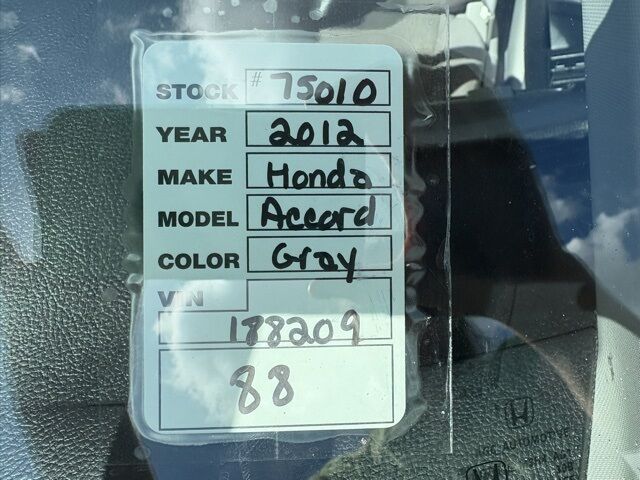 STOCK # 75010
YEAR 2012
MAKE Honda
MODEL Accord
COLOR Gray
VIN
188209
88